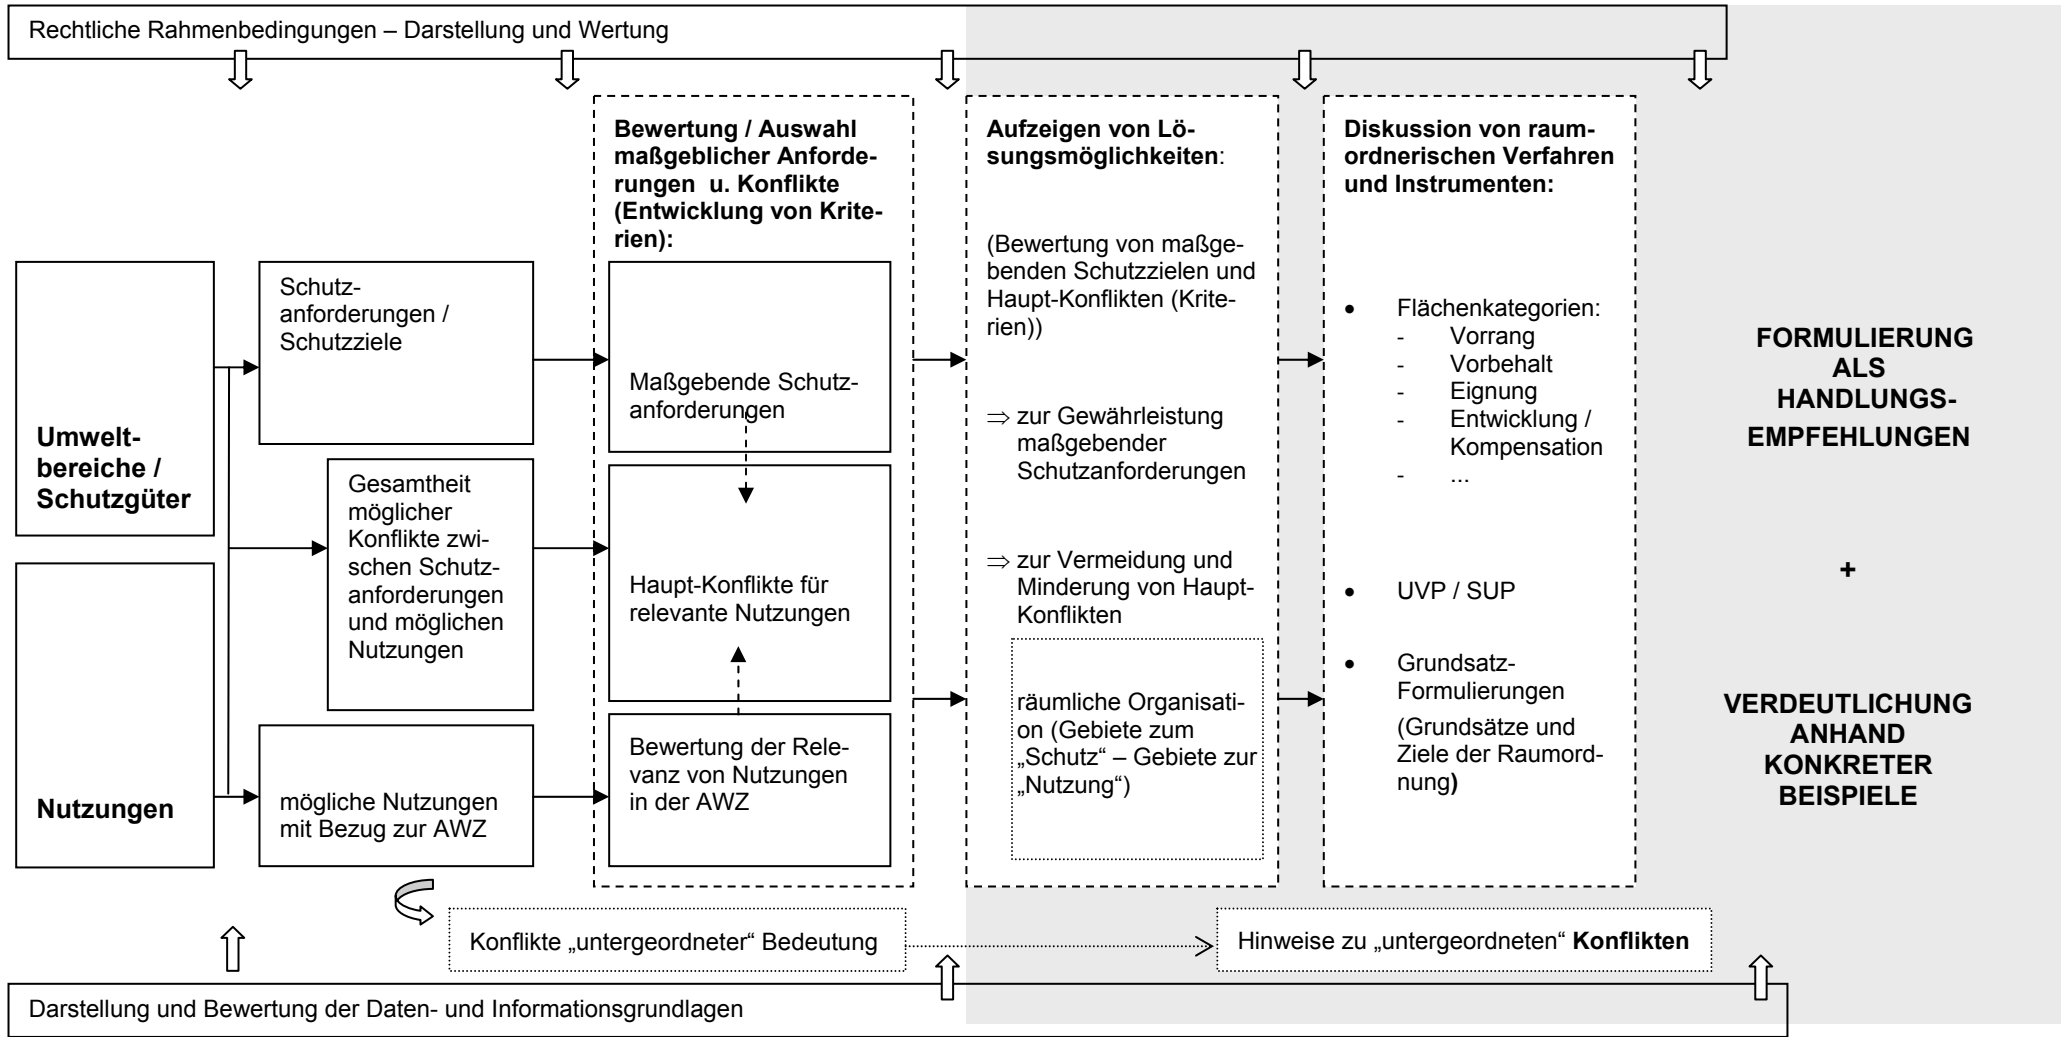 Rechtliche Rahmenbedingungen – Darstellung und Wertung
Umwelt-
bereiche /
Schutzgüter
Nutzungen
Schutz-
anforderungen /
Schutzziele
Gesamtheit
möglicher
Konflikte zwi-
schen Schutz-
anforderungen
und möglichen
Nutzungen
mögliche Nutzungen
mit Bezug zur AWZ
Bewertung / Auswahl
maßgeblicher Anforde-
rungen u. Konflikte
(Entwicklung von Krite-
rien):
Maßgebende Schutz-
anforderungen
Haupt-Konflikte für
relevante Nutzungen
Bewertung der Rele-
vanz von Nutzungen
in der AWZ
Aufzeigen von Lö-
sungsmöglichkeiten:
(Bewertung von maßge-
benden Schutzzielen und
Haupt-Konflikten (Krite-
rien))
⇒ zur Gewährleistung
maßgebender
Schutzanforderungen
⇒ zur Vermeidung und
Minderung von Haupt-
Konflikten
räumliche Organisati-
on (Gebiete zum
„Schutz“ – Gebiete zur
„Nutzung“)
Diskussion von raum-
ordnerischen Verfahren
und Instrumenten:
• Flächenkategorien:
- Vorrang
- Vorbehalt
- Eignung
- Entwicklung /
Kompensation
- ...
• UVP / SUP
• Grundsatz-
Formulierungen
(Grundsätze und
Ziele der Raumord-
nung)
FORMULIERUNG
ALS
HANDLUNGS-
EMPFEHLUNGEN
+
VERDEUTLICHUNG
ANHAND
KONKRETER
BEISPIELE
Konflikte „untergeordneter“ Bedeutung
Hinweise zu „untergeordneten“ Konflikten
Darstellung und Bewertung der Daten- und Informationsgrundlagen